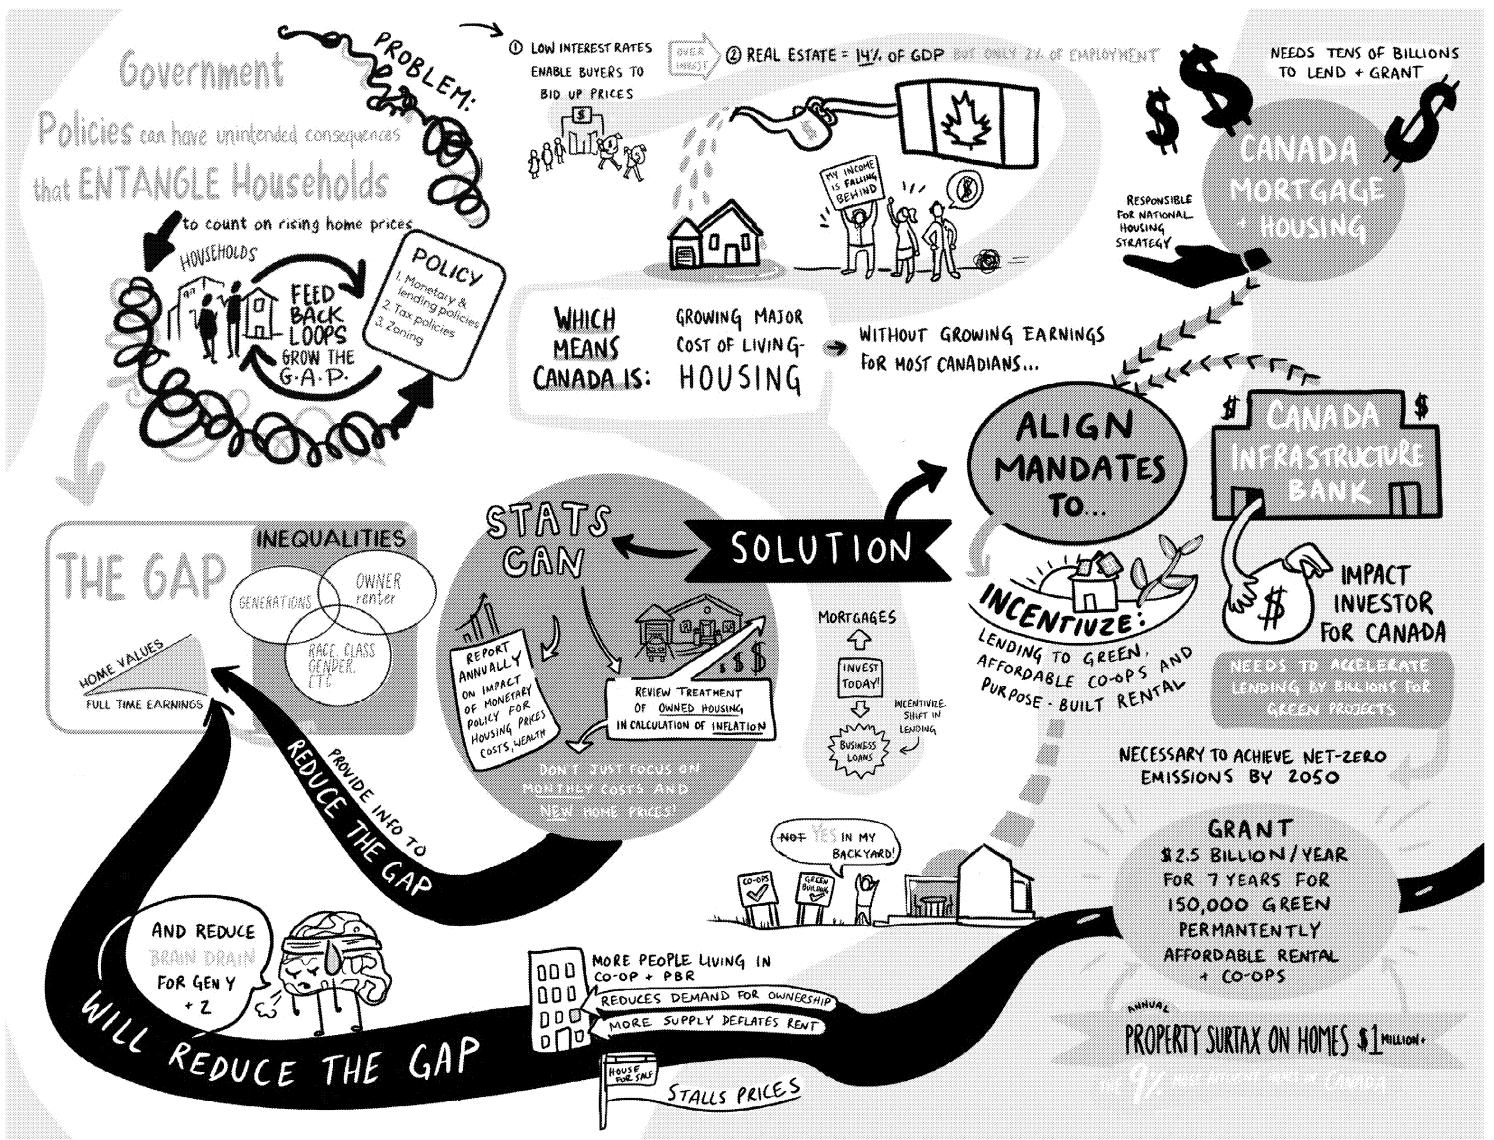 Government
Policies can have unintended consequences
that ENTANGLE Households
to count on rising home prices
PROBLEM:
① LOW INTEREST RATES
ENABLE BUYERS TO
BID UP PRICES
$
OVER
INVEST
② REAL ESTATE = 14% OF GDP BUT ONLY 2% OF EMPLOYMENT
$
MY INCOME
IS FALLING
BEHIND
$
NEEDS TENS OF BILLIONS
TO LEND + GRANT
$
$
$
CANADA
MORTGAGE
+ HOUSING
RESPONSIBLE
FOR NATIONAL
HOUSING
STRATEGY
HOUSEHOLDS
FEED
BACK
LOOPS
GROW THE
G.A.P.
POLICY
1. Monetary &
lending policies
2. Tax policies
3. Zoning
WHICH
MEANS
CANADA IS:
GROWING MAJOR
COST OF LIVING-
HOUSING
WITHOUT GROWING EARNINGS
FOR MOST CANADIANS...
ALIGN
MANDATES
TO...
$
$
CANADA
INFRASTRUCTURE
BANK
$
IMPACT
INVESTOR
FOR CANADA
NEEDS TO ACCELERATE
LENDING BY BILLIONS FOR
GREEN PROJECTS
SOLUTION
STATS
CAN
REPORT
ANNUALLY
ON IMPACT
OF MONETARY
POLICY FOR
HOUSING PRICES
COSTS, WEALTH
$ $ $
REVIEW TREATMENT
OF OWNED HOUSING
IN CALCULATION OF INFLATION
DON'T JUST FOCUS ON
MONTHLY COSTS AND
NEW HOME PRICES!
THE GAP
HOME VALUES
FULL TIME EARNINGS
INEQUALITIES
GENERATIONS
OWNER
renter
RACE, CLASS
GENDER,
ETC
MORTGAGES
INVEST
TODAY!
BUSINESS
LOANS
INCENTIVIZE
SHIFT IN
LENDING
INCENTIVIZE:
LENDING TO GREEN,
AFFORDABLE CO-OPS AND
PURPOSE-BUILT RENTAL
NECESSARY TO ACHIEVE NET-ZERO
EMISSIONS BY 2050
GRANT
$2.5 BILLION/YEAR
FOR 7 YEARS FOR
150,000 GREEN
PERMANTENTLY
AFFORDABLE RENTAL
+ CO-OPS
ANNUAL
PROPERTY SURTAX ON HOMES $1 MILLION+
9%
NOT YES IN MY
BACKYARD!
CO-OPS
GREEN
BUILDING
PROVIDE INFO TO
REDUCE THE GAP
AND REDUCE
BRAIN DRAIN
FOR GEN Y
+ Z
MORE PEOPLE LIVING IN
CO-OP + PBR
REDUCES DEMAND FOR OWNERSHIP
MORE SUPPLY DEFLATES RENT
WILL REDUCE THE GAP
HOUSE
FOR SALE
STALLS PRICES